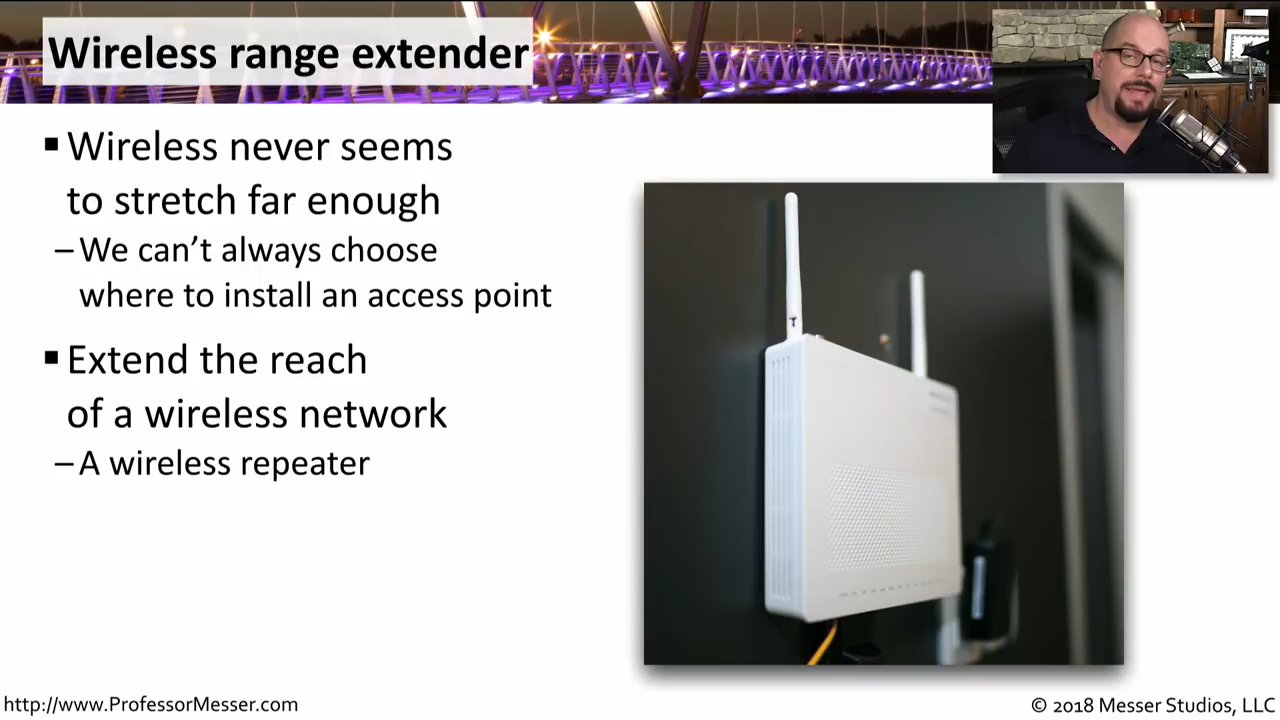 Wireless range extender
▪ Wireless never seems
to stretch far enough
– We can't always choose
where to install an access point
▪ Extend the reach
of a wireless network
– A wireless repeater
http://www.ProfessorMesser.com
© 2018 Messer Studios, LLC